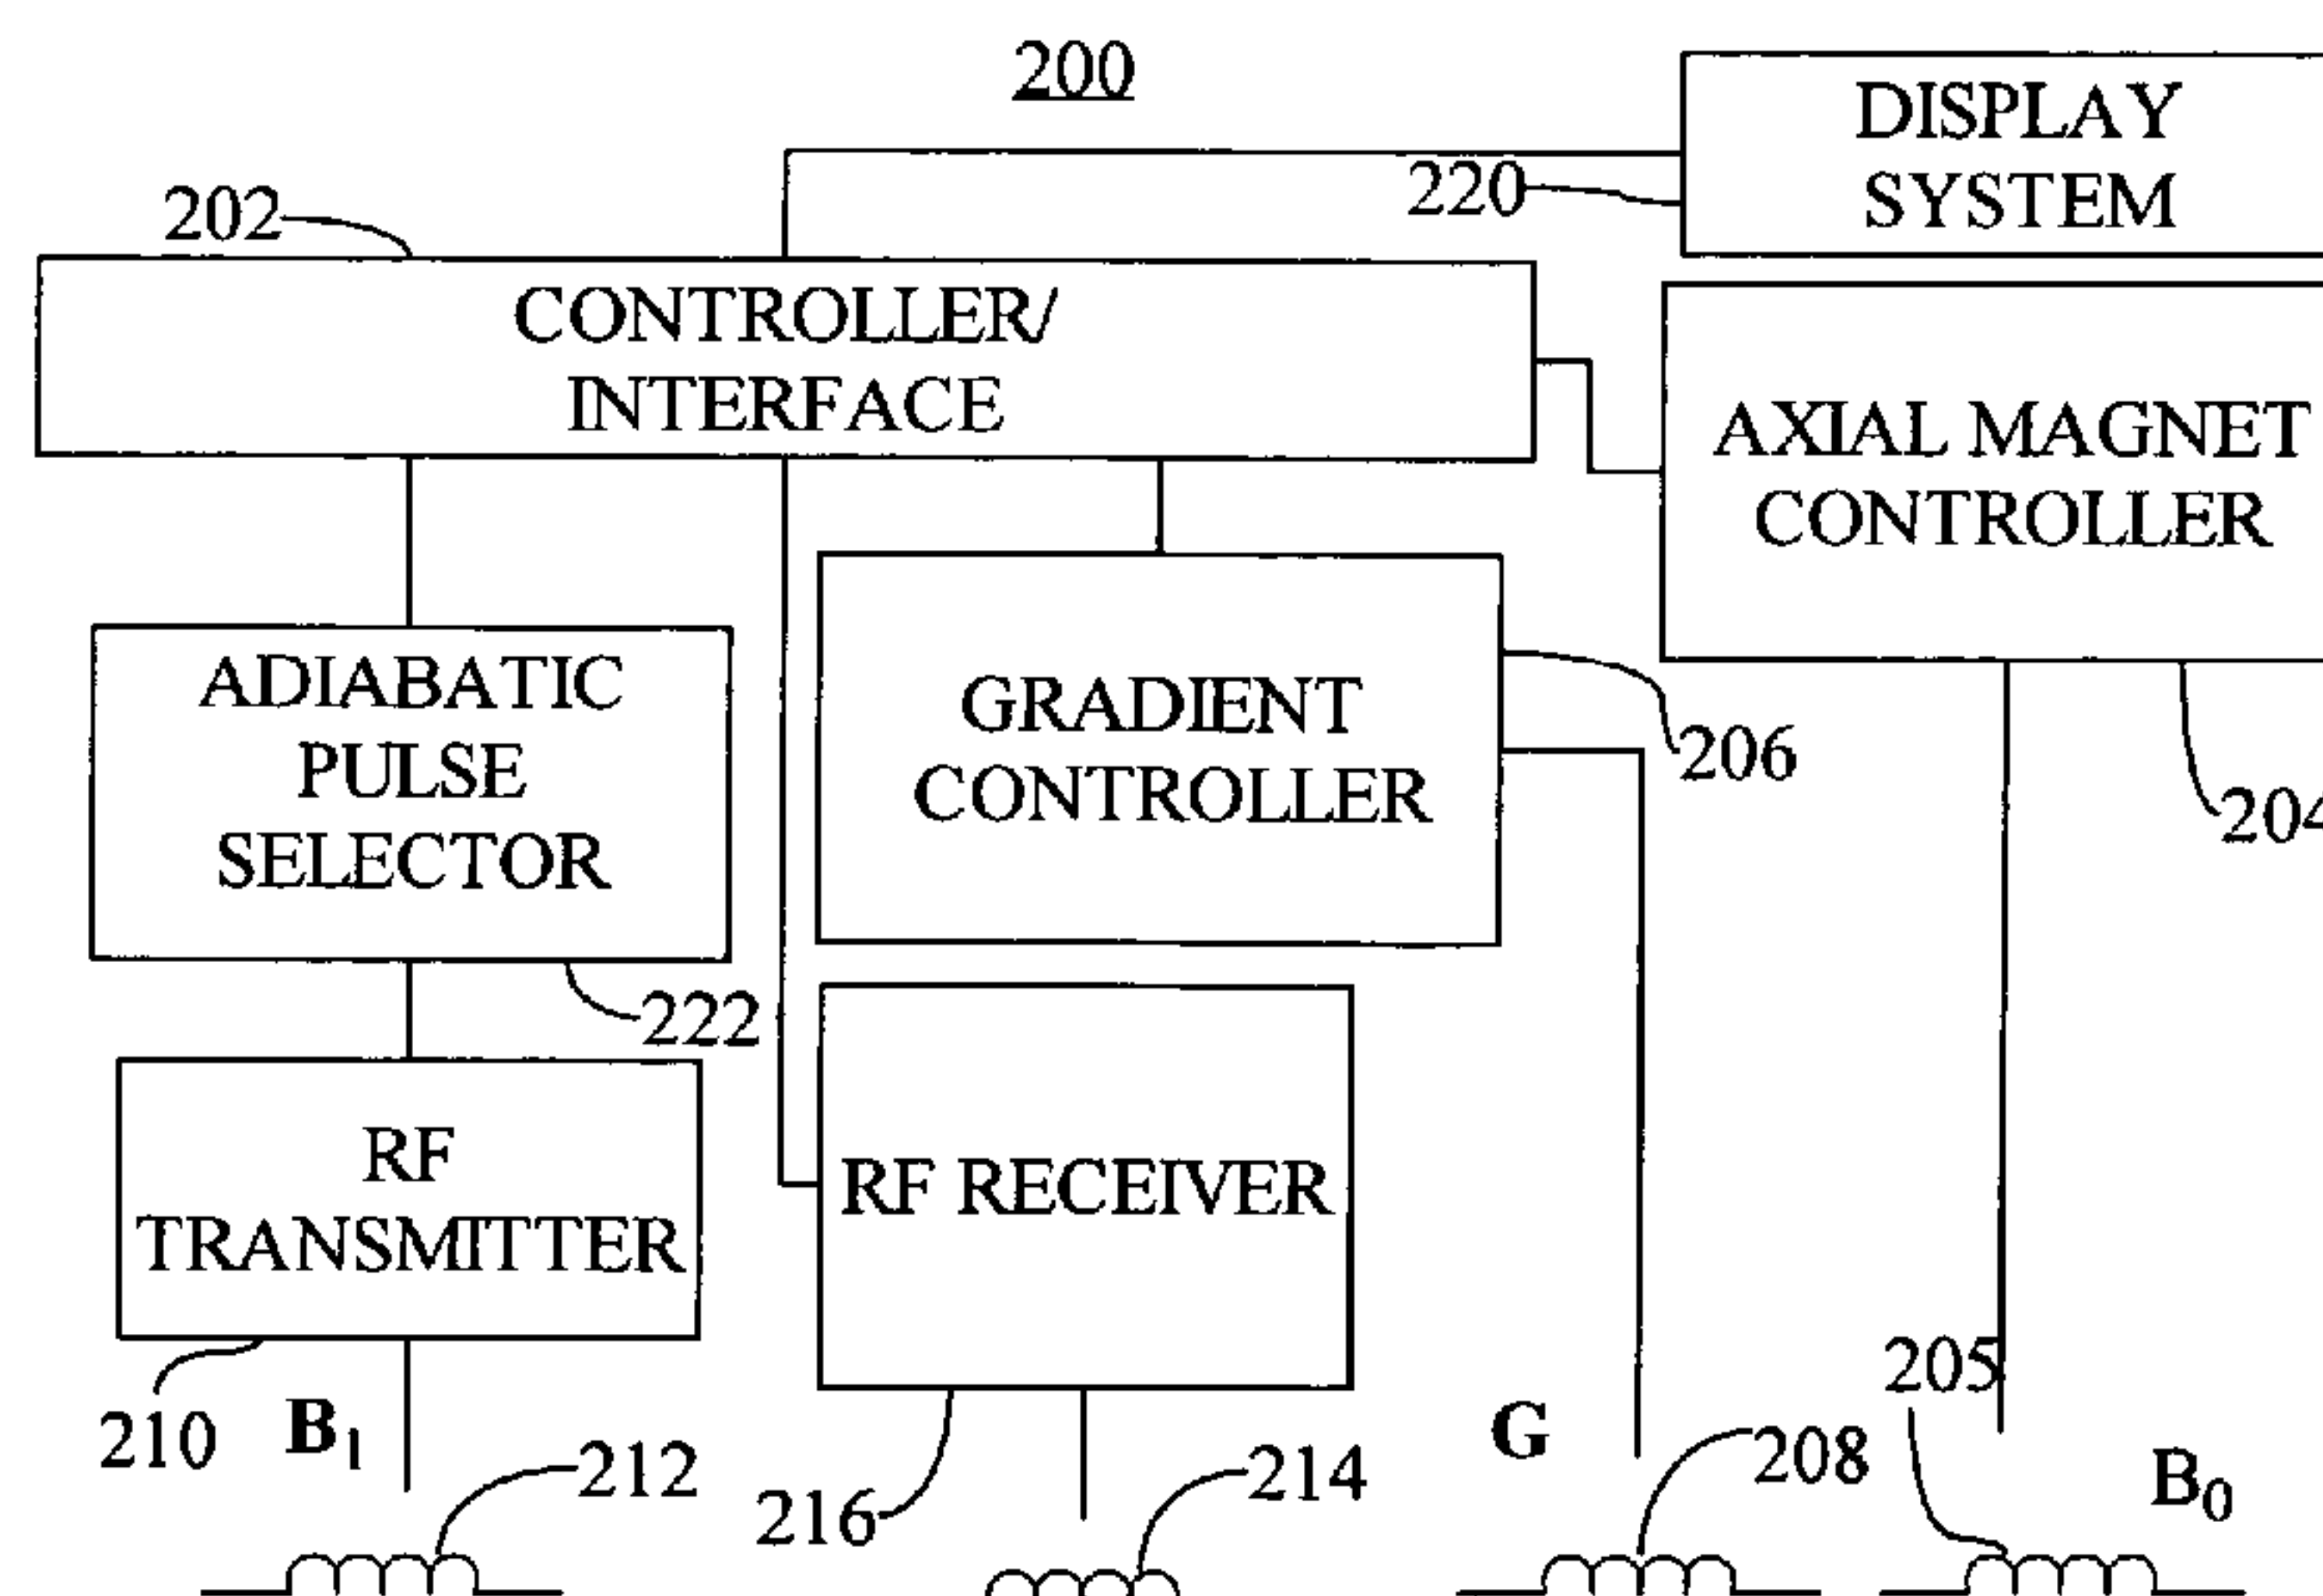 200
DISPLAY
SYSTEM
220
202
CONTROLLER/
INTERFACE
AXIAL MAGNET
CONTROLLER
ADIABATIC
PULSE
SELECTOR
GRADIENT
CONTROLLER
206
204
222
RF
TRANSMITTER
RF RECEIVER
205
210
B1
G
208
212
214
216
B0